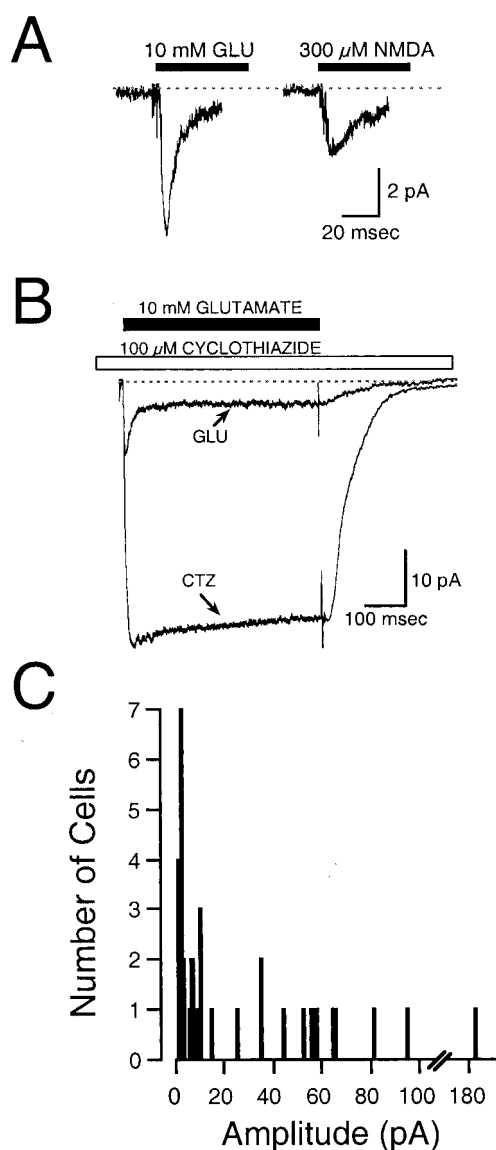 A
10 mM GLU
300 µM NMDA
2 pA
20 msec
B
10 mM GLUTAMATE
100 µM CYCLOTHIAZIDE
GLU
CTZ
10 pA
100 msec
C
Number of Cells
7
6
5
4
3
2
1
0
0 20 40 60 80 100 180
Amplitude (pA)